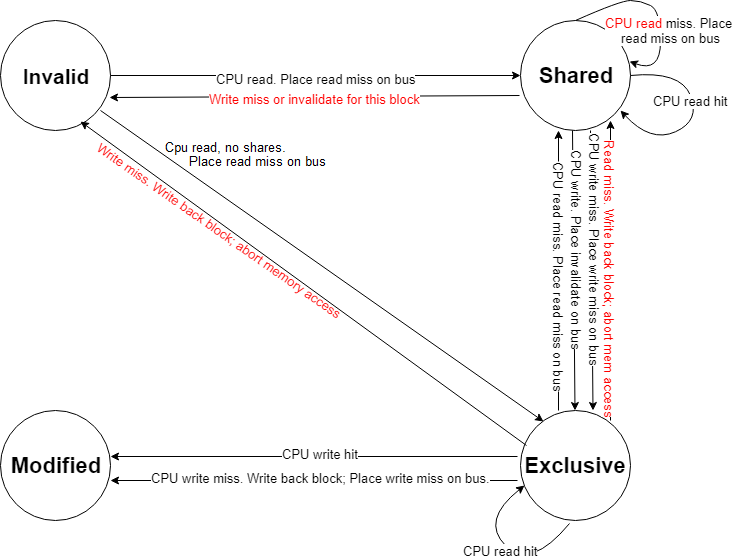 CPU read miss. Place
read miss on bus
Invalid
Shared
CPU read. Place read miss on bus
Write miss or invalidate for this block
CPU read hit
Cpu read, no shares.
Place read miss on bus
Write miss. Write back block; abort memory access
CPU read miss. Place read miss on bus
CPU write. Place invalidate on bus
CPU write miss. Place write miss on bus
Read miss. Write back block; abort mem access
CPU write hit
Modified
Exclusive
CPU write miss. Write back block; Place write miss on bus.
CPU read hit